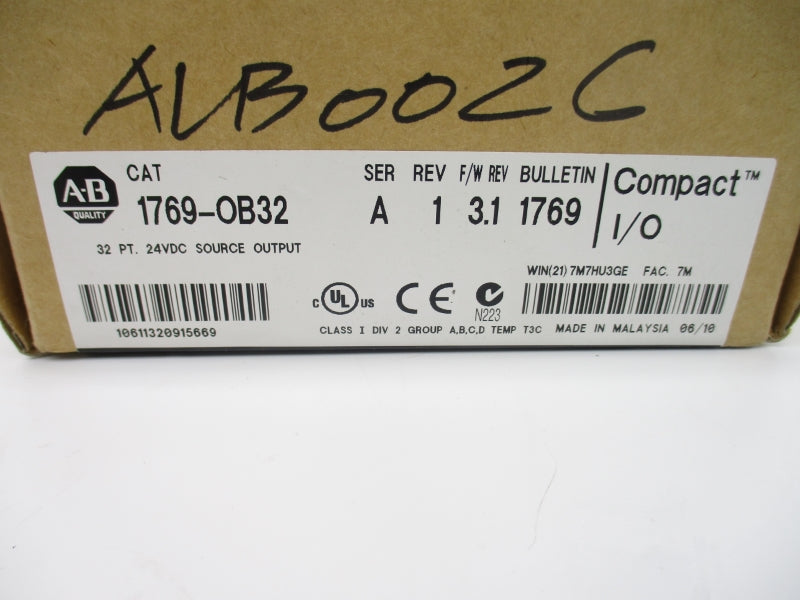 ALB002C
A-B
QUALITY
CAT
1769-OB32
32 PT. 24VDC SOURCE OUTPUT
SER REV F/W REV BULLETIN
A 1 3.1 1769
Compact™
I/O
WIN(21) 7M7HU3GE FAC. 7M
10611320915669
c UL US CE N223
CLASS I DIV 2 GROUP A,B,C,D TEMP T3C MADE IN MALAYSIA 06/10